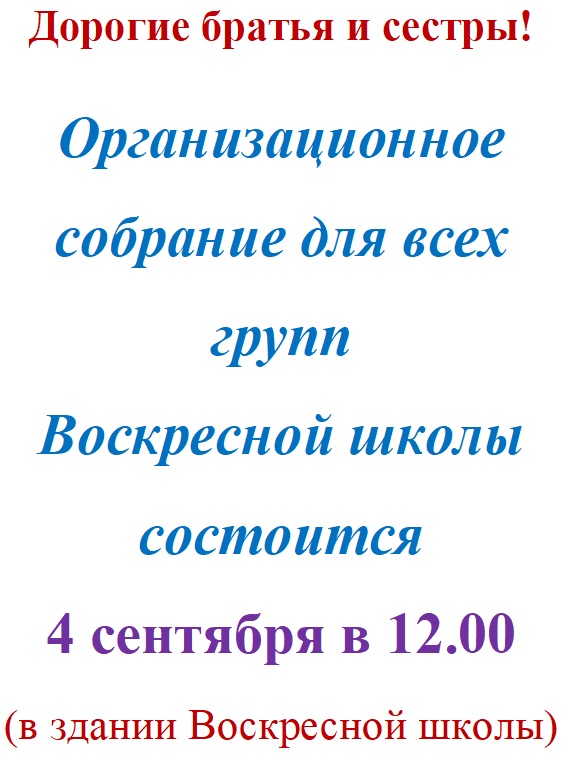 Дорогие братья и сестры!
Организационное
собрание для всех
групп
Воскресной школы
состоится
4 сентября в 12.00
(в здании Воскресной школы)